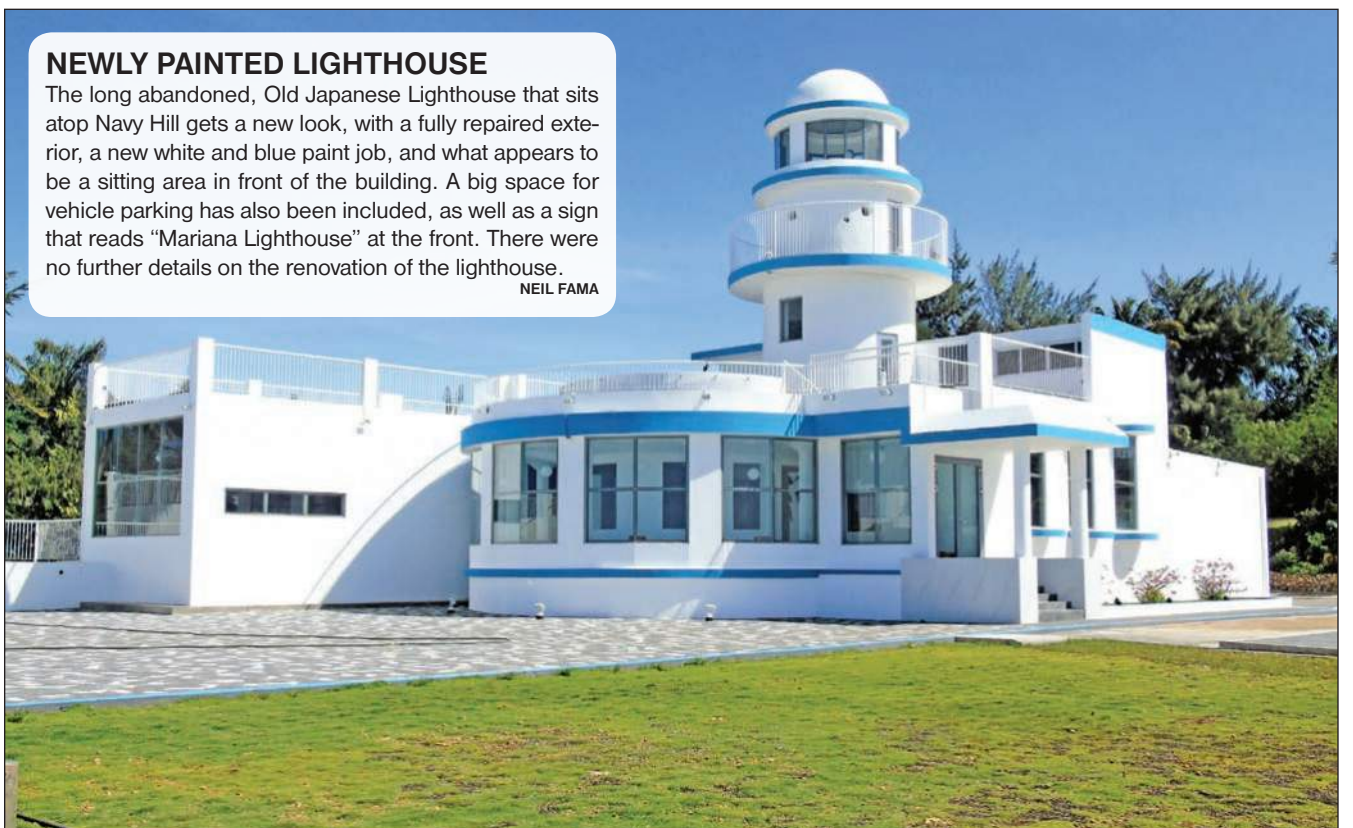 NEWLY PAINTED LIGHTHOUSE
The long abandoned, Old Japanese Lighthouse that sits
atop Navy Hill gets a new look, with a fully repaired exte-
rior, a new white and blue paint job, and what appears to
be a sitting area in front of the building. A big space for
vehicle parking has also been included, as well as a sign
that reads “Mariana Lighthouse” at the front. There were
no further details on the renovation of the lighthouse.
NEIL FAMA